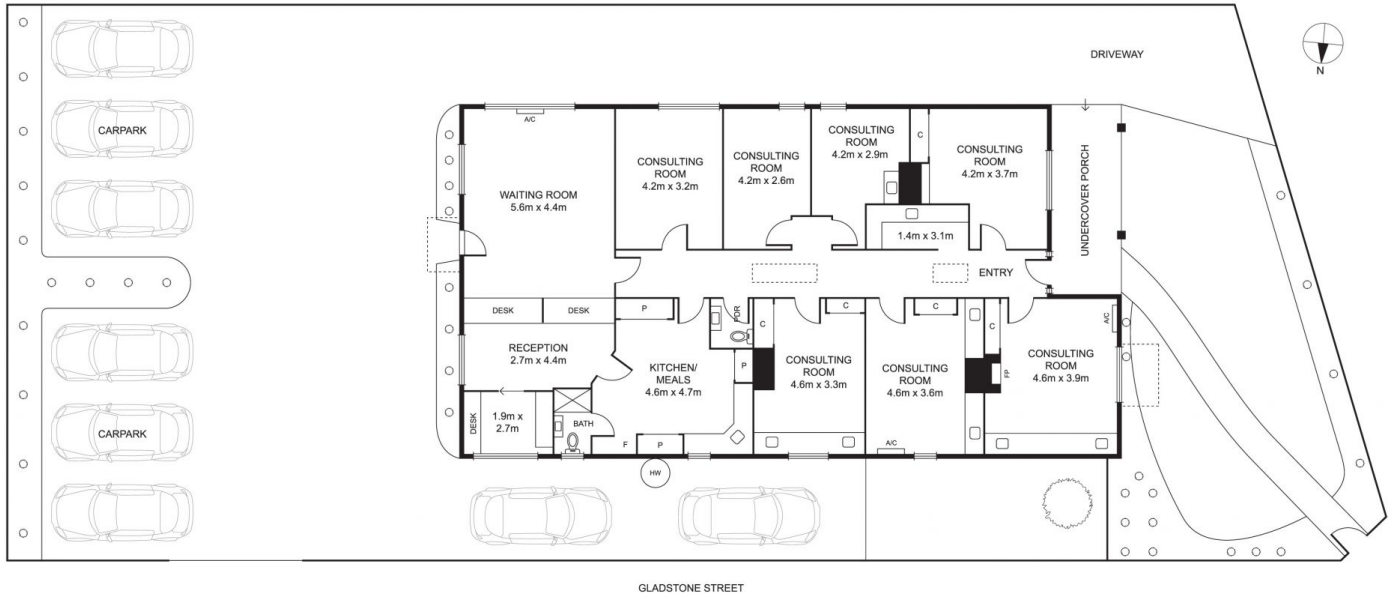 DRIVEWAY
N
CARPARK
A/C
WAITING ROOM
5.6m x 4.4m
CONSULTING
ROOM
4.2m x 3.2m
CONSULTING
ROOM
4.2m x 2.6m
CONSULTING
ROOM
4.2m x 2.9m
C
CONSULTING
ROOM
4.2m x 3.7m
1.4m x 3.1m
UNDERCOVER PORCH
ENTRY
DESK
DESK
P
PDR
C
C
C
C
A/C
RECEPTION
2.7m x 4.4m
KITCHEN/
MEALS
4.6m x 4.7m
P
CONSULTING
ROOM
4.6m x 3.3m
CONSULTING
ROOM
4.6m x 3.6m
FP
CONSULTING
ROOM
4.6m x 3.9m
DESK
1.9m x
2.7m
BATH
F
P
A/C
HW
CARPARK
GLADSTONE STREET